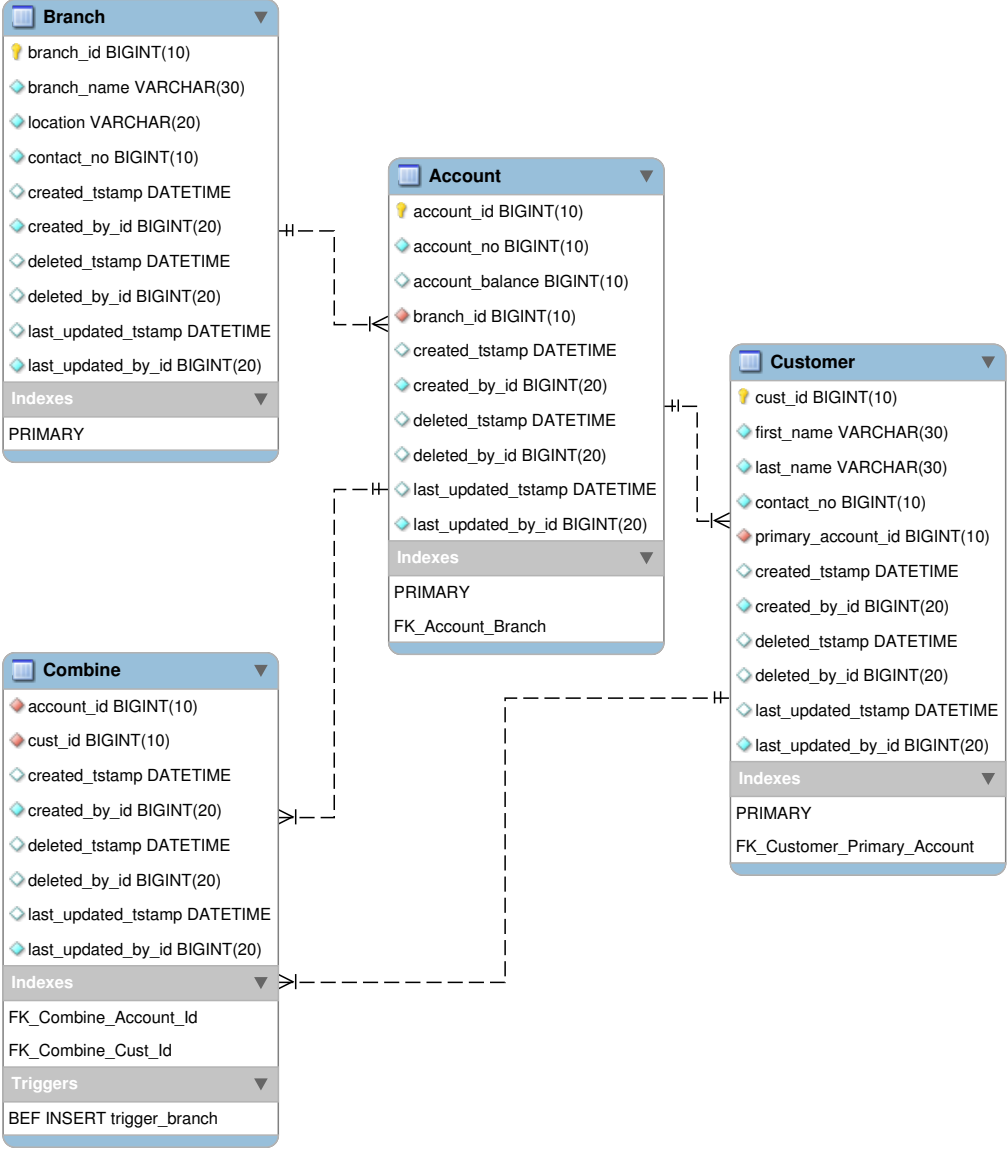 Branch
branch_id BIGINT(10)
branch_name VARCHAR(30)
location VARCHAR(20)
contact_no BIGINT(10)
created_tstamp DATETIME
created_by_id BIGINT(20)
deleted_tstamp DATETIME
deleted_by_id BIGINT(20)
last_updated_tstamp DATETIME
last_updated_by_id BIGINT(20)
Indexes
PRIMARY
Account
account_id BIGINT(10)
account_no BIGINT(10)
account_balance BIGINT(10)
branch_id BIGINT(10)
created_tstamp DATETIME
created_by_id BIGINT(20)
deleted_tstamp DATETIME
deleted_by_id BIGINT(20)
last_updated_tstamp DATETIME
last_updated_by_id BIGINT(20)
Indexes
PRIMARY
FK_Account_Branch
Customer
cust_id BIGINT(10)
first_name VARCHAR(30)
last_name VARCHAR(30)
contact_no BIGINT(10)
primary_account_id BIGINT(10)
created_tstamp DATETIME
created_by_id BIGINT(20)
deleted_tstamp DATETIME
deleted_by_id BIGINT(20)
last_updated_tstamp DATETIME
last_updated_by_id BIGINT(20)
Indexes
PRIMARY
FK_Customer_Primary_Account
Combine
account_id BIGINT(10)
cust_id BIGINT(10)
created_tstamp DATETIME
created_by_id BIGINT(20)
deleted_tstamp DATETIME
deleted_by_id BIGINT(20)
last_updated_tstamp DATETIME
last_updated_by_id BIGINT(20)
Indexes
FK_Combine_Account_Id
FK_Combine_Cust_Id
Triggers
BEF INSERT trigger_branch